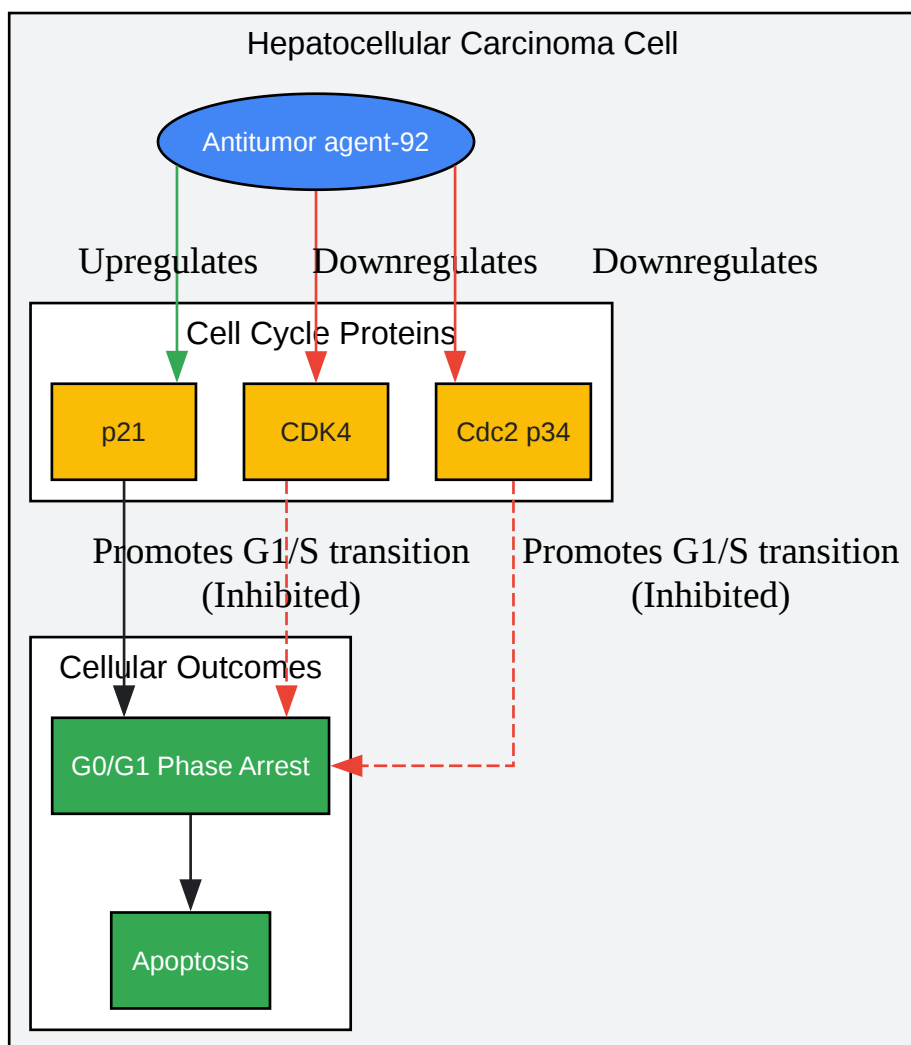 Hepatocellular Carcinoma Cell
Antitumor agent-92
Upregulates
Downregulates
Downregulates
Cell Cycle Proteins
p21
CDK4
Cdc2 p34
Promotes G1/S transition
(Inhibited)
Promotes G1/S transition
(Inhibited)
Cellular Outcomes
G0/G1 Phase Arrest
Apoptosis